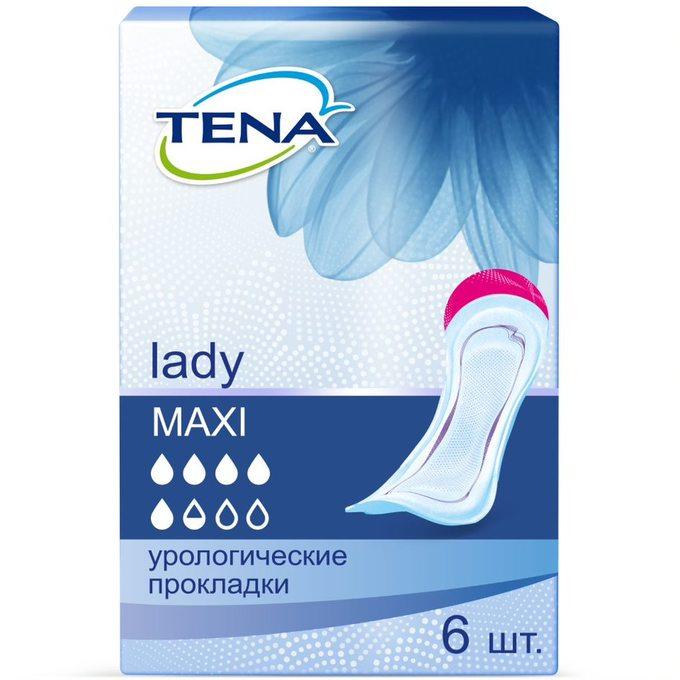 TENA®
lady
MAXI
урологические
прокладки
6 шт.